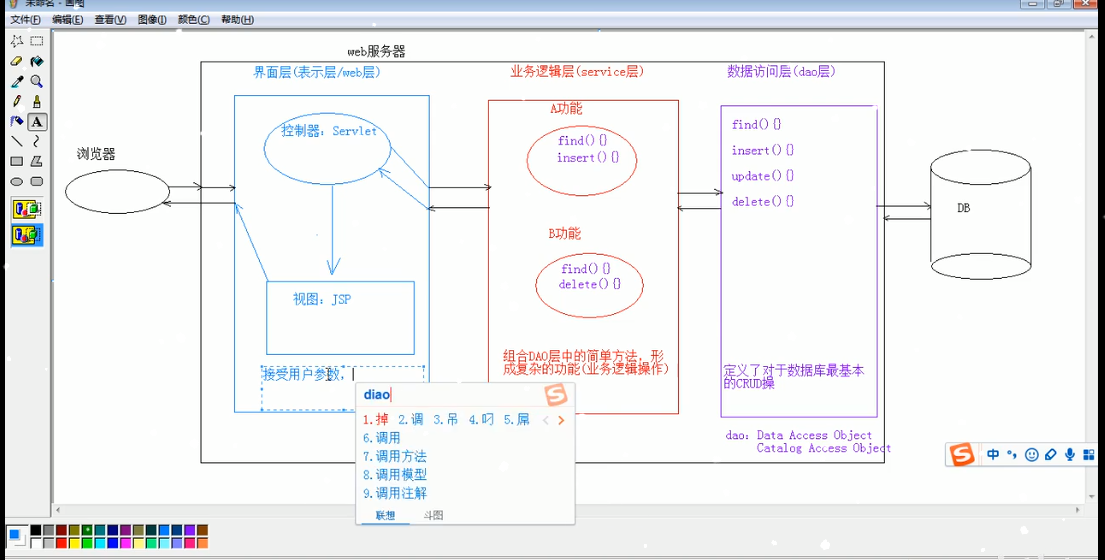 未命名 - 画图
文件(F) 编辑(E) 查看(V) 图像(I) 颜色(C) 帮助(H)
A
web服务器
界面层(表示层/web层)
业务逻辑层(service层)
数据访问层(dao层)
浏览器
控制器: Servlet
视图: JSP
接受用户参数，
A功能
find(){}
insert(){}
B功能
find(){}
delete(){}
组合DAO层中的简单方法，形
成复杂的功能(业务逻辑操作)
find(){}
insert(){}
update(){}
delete(){}
定义了对于数据库最基本
的CRUD操
dao: Data Access Object
Catalog Access Object
DB
diao
S
1.掉 2.调 3.吊 4.叼 5.屌
6.调用
7.调用方法
8.调用模型
9.调用注解
联想 斗图
S 中 °,